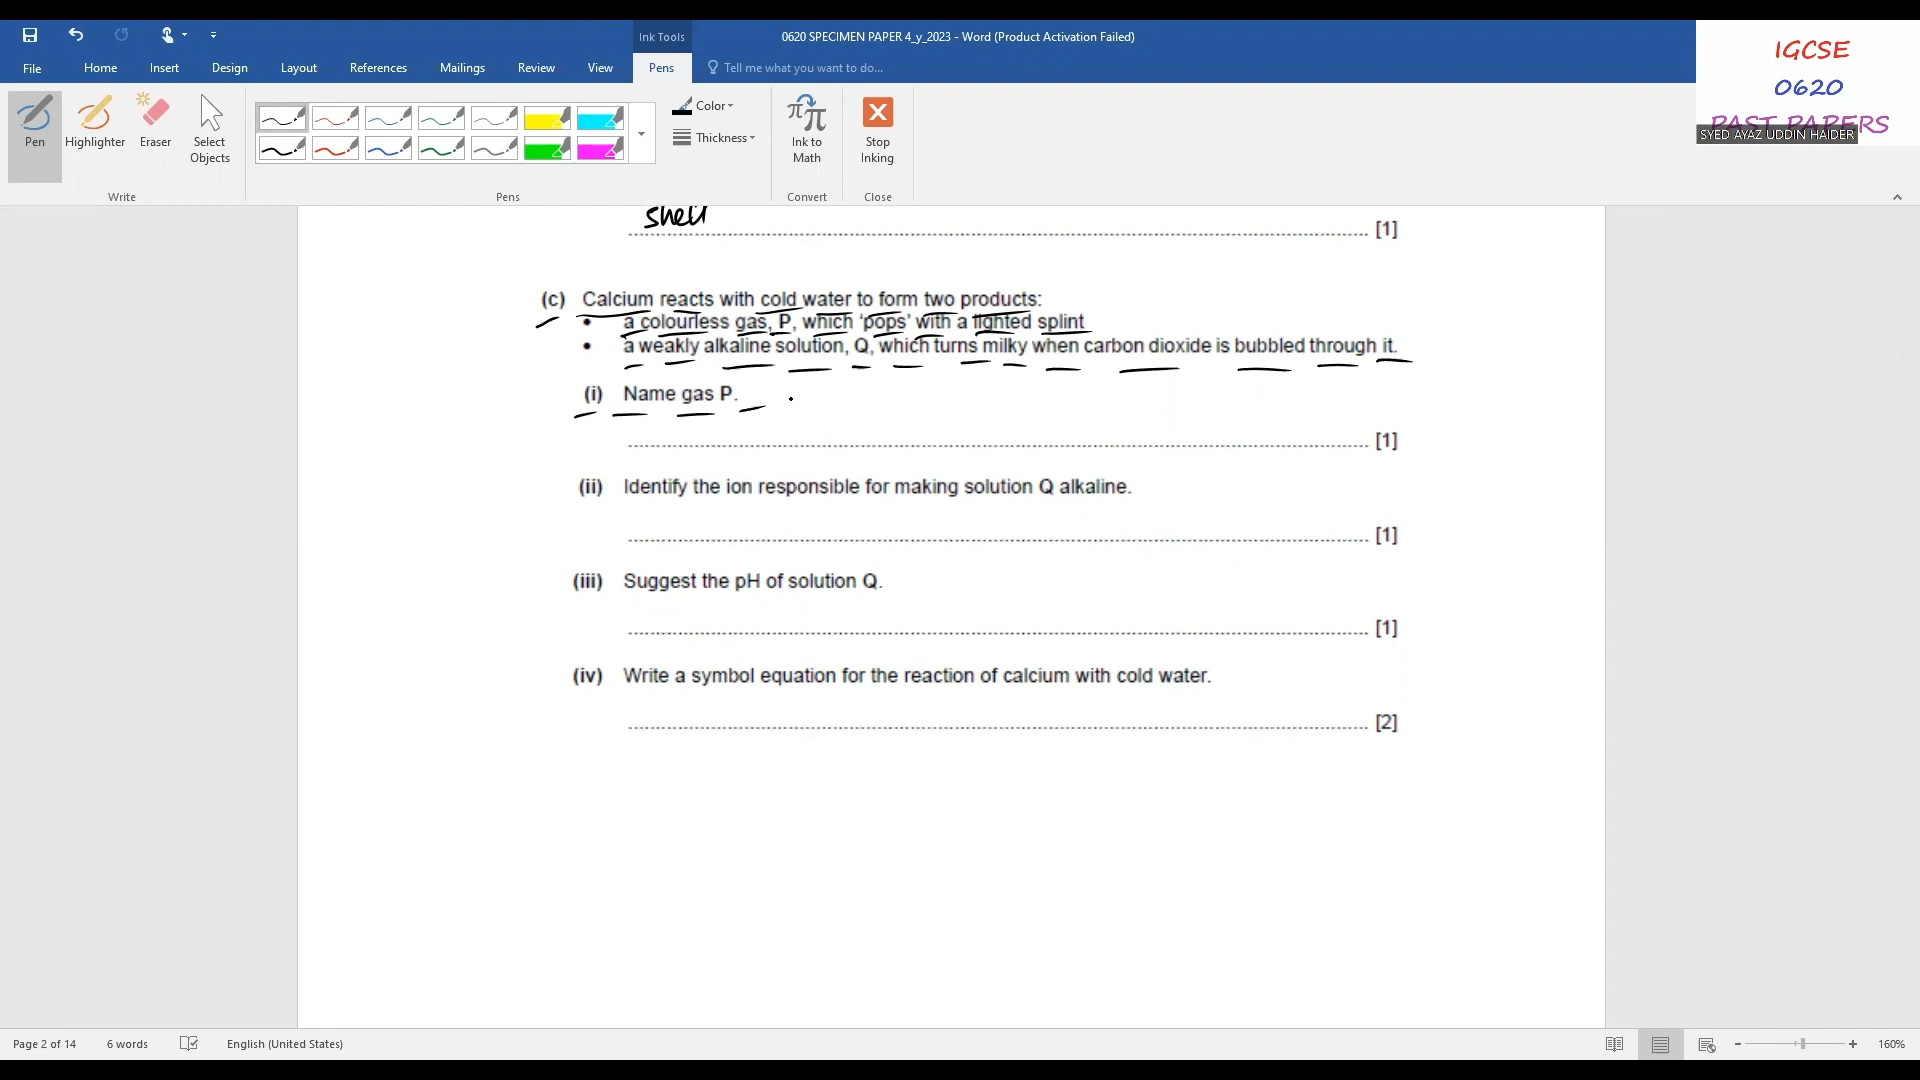 Ink Tools
0620 SPECIMEN PAPER 4_y_2023 - Word (Product Activation Failed)
File Home Insert Design Layout References Mailings Review View Pens Tell me what you want to do...
IGCSE
0620
PAST PAPERS
SYED AYAZ UDDIN HAIDER
Pen Highlighter Eraser Select Objects
Color
Thickness
Ink to Math
Stop Inking
Write Pens Convert Close
shell
[1]
(c) Calcium reacts with cold water to form two products:
• a colourless gas, P, which ‘pops’ with a lighted splint
• a weakly alkaline solution, Q, which turns milky when carbon dioxide is bubbled through it.
(i) Name gas P.
[1]
(ii) Identify the ion responsible for making solution Q alkaline.
[1]
(iii) Suggest the pH of solution Q.
[1]
(iv) Write a symbol equation for the reaction of calcium with cold water.
[2]
Page 2 of 14 6 words English (United States) 160%